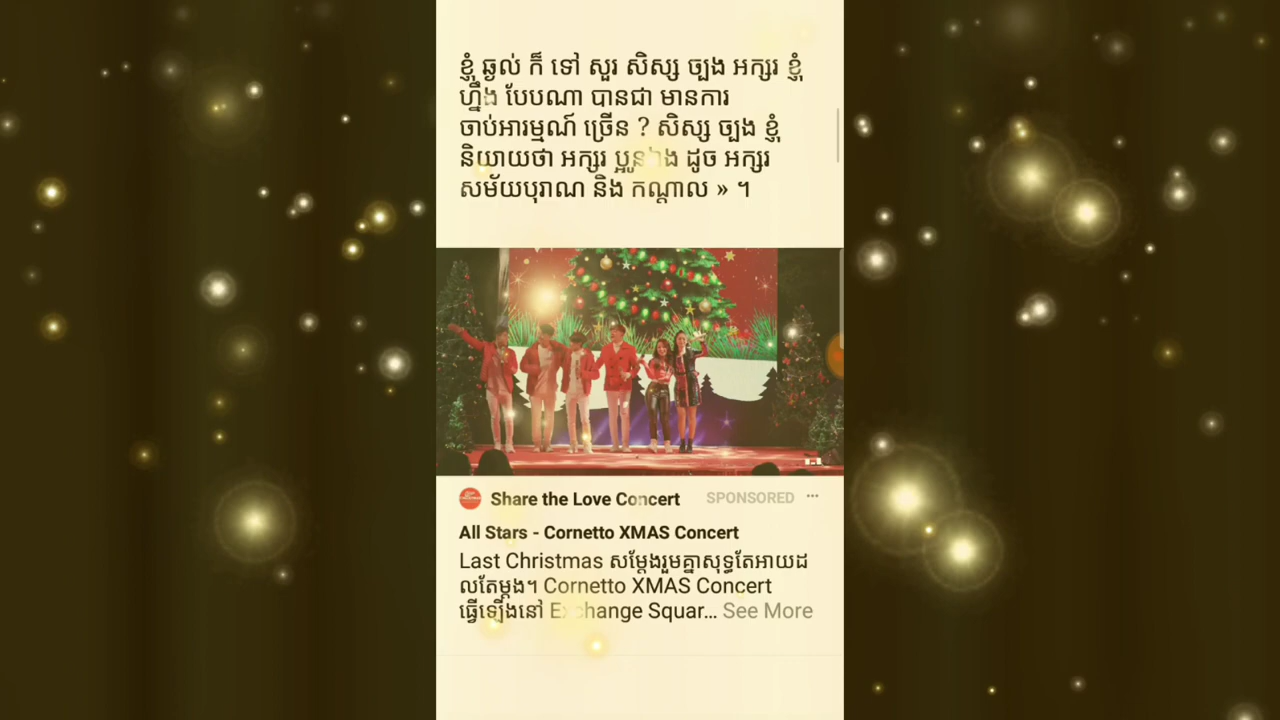 ខ្ញុំ ឆ្ងល់ ក៏ ទៅ សួរ សិស្ស ច្បង អក្សរ ខ្ញុំ
ហ្នឹង បែបណា បានជា មានការ
ចាប់អារម្មណ៍ ច្រើន ? សិស្ស ច្បង ខ្ញុំ
និយាយថា អក្សរ ប្អូនឯង ដូច អក្សរ
សម័យបុរាណ និង កណ្តាល » ។
Share the Love Concert SPONSORED
All Stars - Cornetto XMAS Concert
Last Christmas សម្តែងរួមគ្នាសុទ្ធតែអាយដ
លតែម្តង។ Cornetto XMAS Concert
ធ្វើឡើងនៅ Exchange Squar... See More